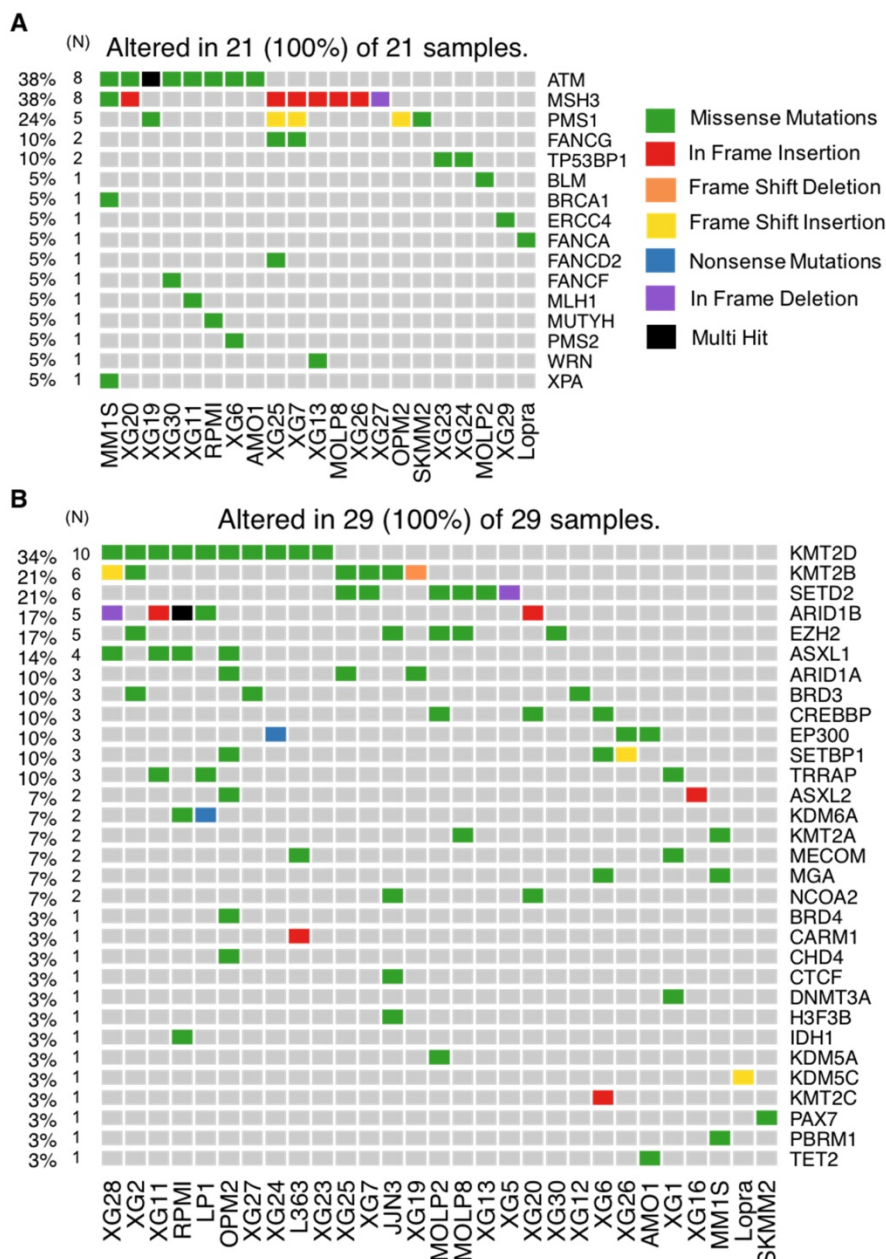 A
(N) Altered in 21 (100%) of 21 samples.
38% 8 ATM
38% 8 MSH3
24% 5 PMS1
10% 2 FANCG
10% 2 TP53BP1
5% 1 BLM
5% 1 BRCA1
5% 1 ERCC4
5% 1 FANCA
5% 1 FANCD2
5% 1 FANCF
5% 1 MLH1
5% 1 MUTYH
5% 1 PMS2
5% 1 WRN
5% 1 XPA
MM1S XG20 XG19 XG30 XG11 RPMI XG6 AMO1 XG25 XG7 XG13 MOLP8 XG26 XG27 OPM2 SKMM2 XG23 XG24 MOLP2 XG29 Lopra
Missense Mutations
In Frame Insertion
Frame Shift Deletion
Frame Shift Insertion
Nonsense Mutations
In Frame Deletion
Multi Hit
B
(N) Altered in 29 (100%) of 29 samples.
34% 10 KMT2D
21% 6 KMT2B
21% 6 SETD2
17% 5 ARID1B
17% 5 EZH2
14% 4 ASXL1
10% 3 ARID1A
10% 3 BRD3
10% 3 CREBBP
10% 3 EP300
10% 3 SETBP1
10% 3 TRRAP
7% 2 ASXL2
7% 2 KDM6A
7% 2 KMT2A
7% 2 MECOM
7% 2 MGA
7% 2 NCOA2
3% 1 BRD4
3% 1 CARM1
3% 1 CHD4
3% 1 CTCF
3% 1 DNMT3A
3% 1 H3F3B
3% 1 IDH1
3% 1 KDM5A
3% 1 KDM5C
3% 1 KMT2C
3% 1 PAX7
3% 1 PBRM1
3% 1 TET2
XG28 XG2 XG11 RPMI LP1 OPM2 XG27 XG24 L363 XG23 XG25 XG7 JJN3 XG19 MOLP2 MOLP8 XG13 XG5 XG20 XG30 XG12 XG6 XG26 AMO1 XG1 XG16 MM1S Lopra SKMM2